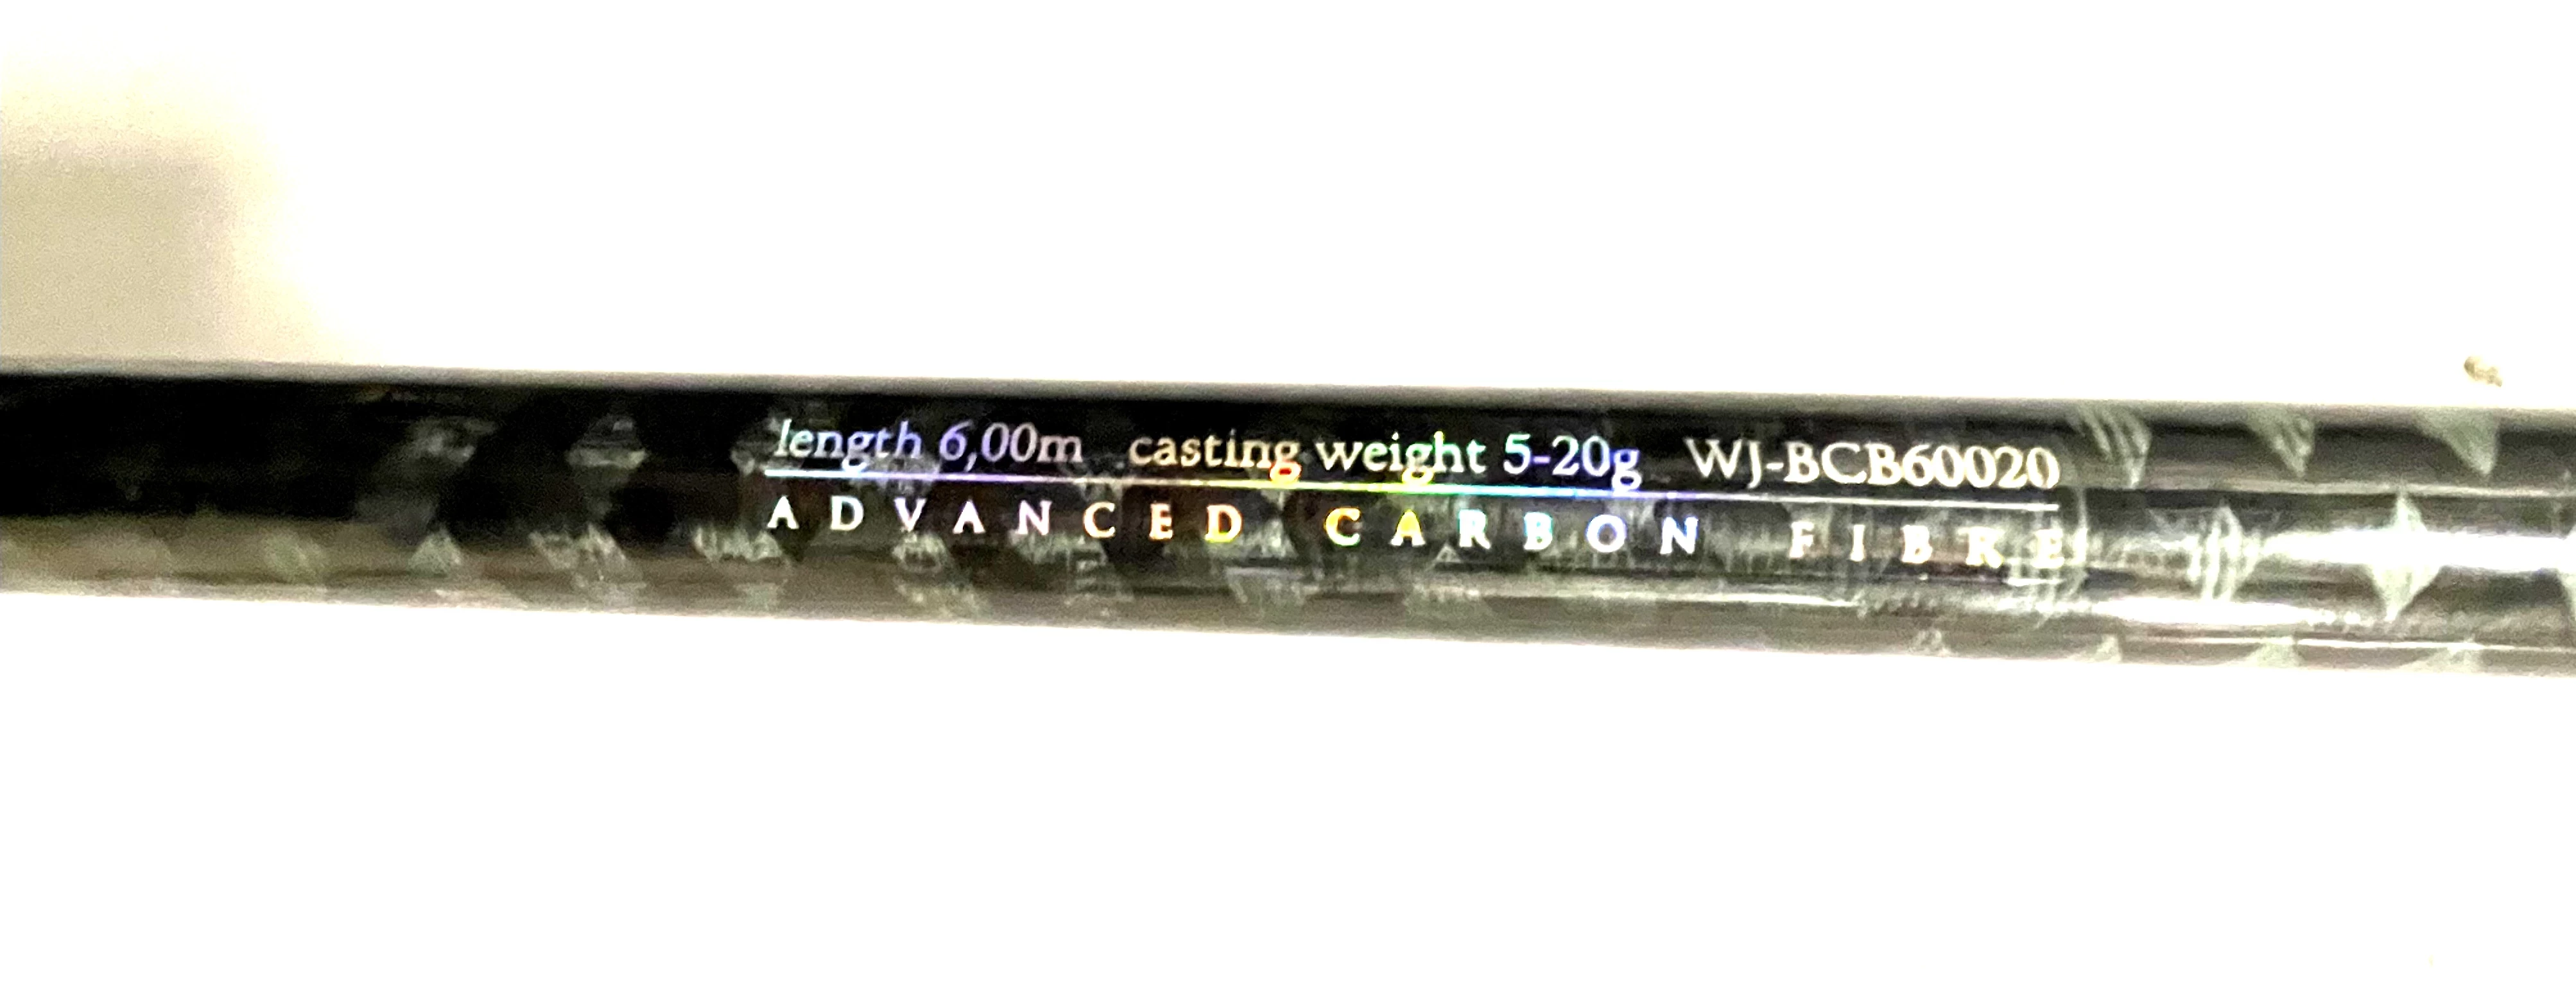 length 6,00m casting weight 5-20g WJ-BCB60020
ADVANCED CARBON FIBRE